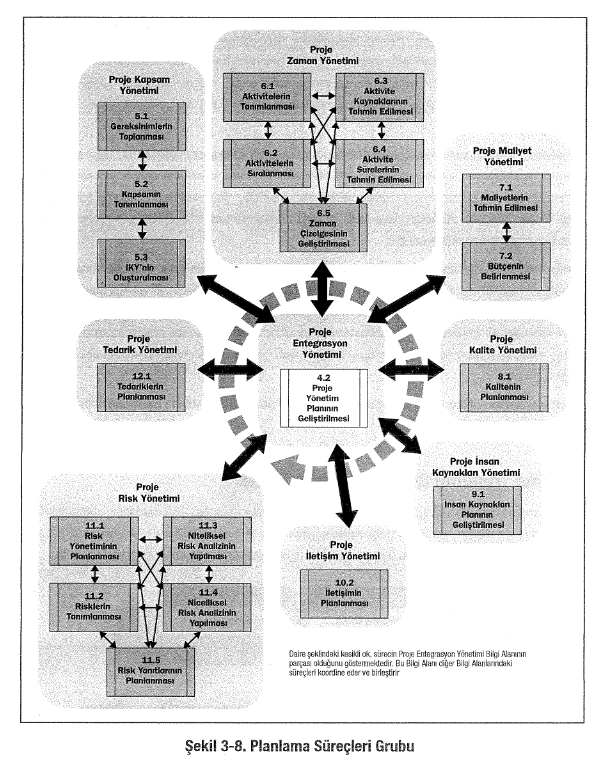 Proje Kapsam
Yönetimi
5.1
Gereksinimlerin
Toplanması
5.2
Kapsamın
Tanımlanması
5.3
İKY'nin
Oluşturulması
Proje
Zaman Yönetimi
6.1
Aktivitelerin
Tanımlanması
6.3
Aktivite
Kaynaklarının
Tahmin Edilmesi
6.2
Aktivitelerin
Sıralanması
6.4
Aktivite
Sürelerinin
Tahmin Edilmesi
6.5
Zaman
Çizelgesinin
Geliştirilmesi
Proje Maliyet
Yönetimi
7.1
Maliyetlerin
Tahmin Edilmesi
7.2
Bütçenin
Belirlenmesi
Proje
Tedarik Yönetimi
12.1
Tedariklerin
Planlanması
Proje
Entegrasyon
Yönetimi
4.2
Proje
Yönetim
Planının
Geliştirilmesi
Proje
Kalite Yönetimi
8.1
Kalitenin
Planlanması
Proje İnsan
Kaynakları Yönetimi
9.1
İnsan Kaynakları
Planının
Geliştirilmesi
Proje
Risk Yönetimi
11.1
Risk
Yönetiminin
Planlanması
11.3
Niteliksel
Risk Analizinin
Yapılması
11.2
Risklerin
Tanımlanması
11.4
Niceliksel
Risk Analizinin
Yapılması
11.5
Risk Yanıtlarının
Planlanması
Proje
İletişim Yönetimi
10.2
İletişimin
Planlanması
Daire şeklindeki kesikli ok, sürecin Proje Entegrasyon Yönetimi Bilgi Alanının
parçası olduğunu göstermektedir. Bu Bilgi Alanı diğer Bilgi Alanlarındaki
süreçleri koordine eder ve birleştirir
Şekil 3-8. Planlama Süreçleri Grubu